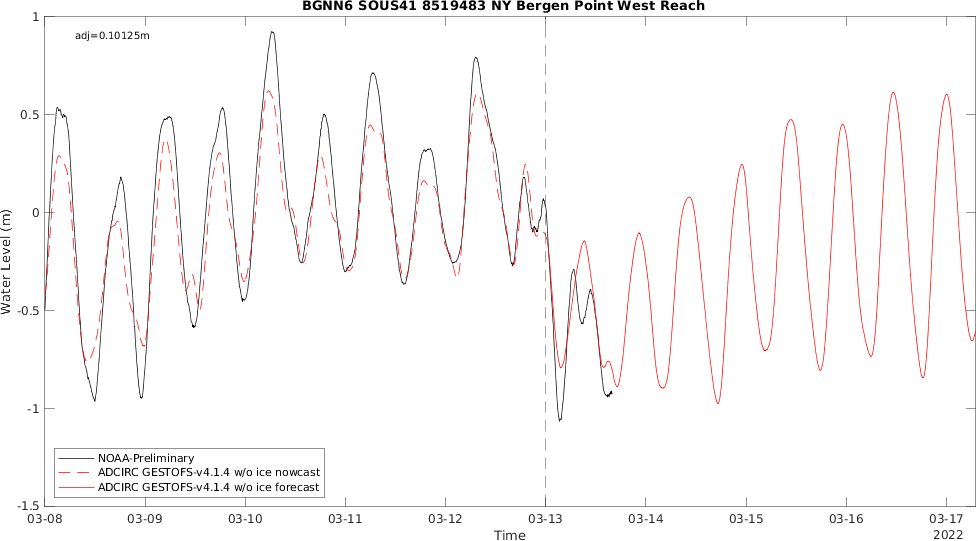 BGNN6 SOUS41 8519483 NY Bergen Point West Reach
adj=0.10125m
1
0.5
0
-0.5
-1
-1.5
Water Level (m)
NOAA-Preliminary
ADCIRC GESTOFS-v4.1.4 w/o ice nowcast
ADCIRC GESTOFS-v4.1.4 w/o ice forecast
03-08 03-09 03-10 03-11 03-12 03-13 03-14 03-15 03-16 03-17
Time
2022